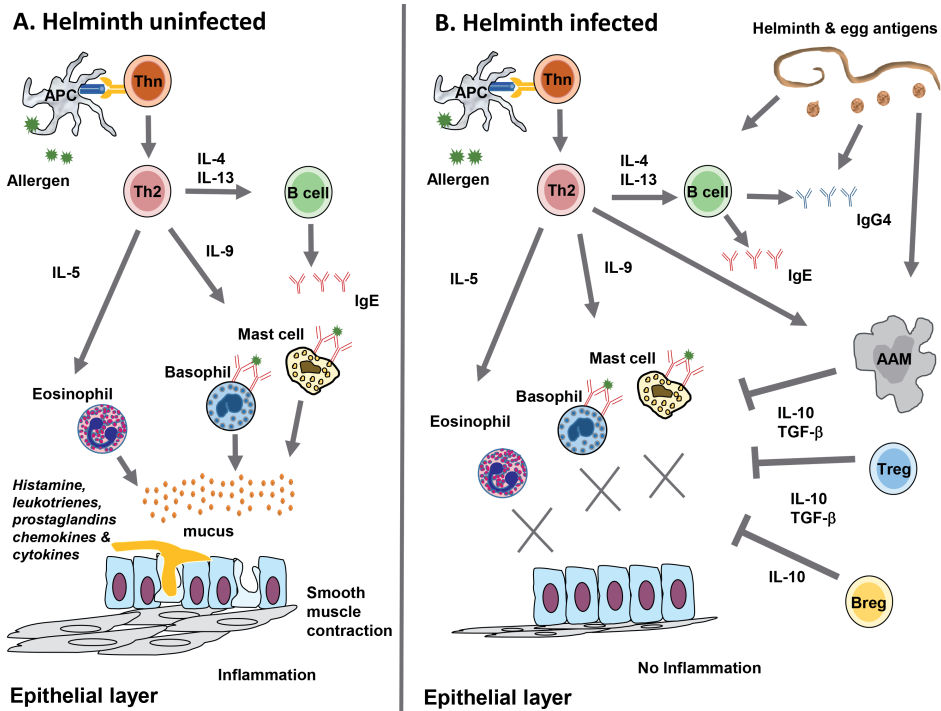 A. Helminth uninfected
Thn
APC
Allergen
Th2
IL-4
IL-13
B cell
IL-5
IL-9
IgE
Mast cell
Basophil
Eosinophil
Histamine,
leukotrienes,
prostaglandins
chemokines &
cytokines
mucus
Smooth
muscle
contraction
Inflammation
Epithelial layer
B. Helminth infected
Helminth & egg antigens
Thn
APC
Allergen
Th2
IL-4
IL-13
B cell
IgG4
IgE
IL-5
IL-9
AAM
Mast cell
Basophil
Eosinophil
IL-10
TGF-β
Treg
IL-10
TGF-β
IL-10
Breg
No Inflammation
Epithelial layer